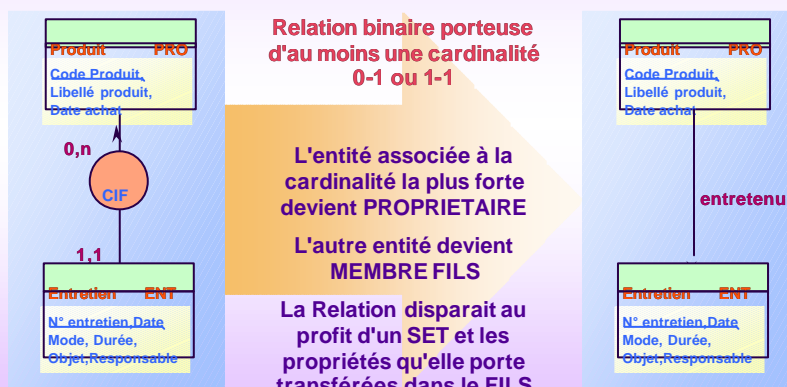 Produit PRO
Code Produit,
Libellé produit,
Date achat
0,n
CIF
1,1
Entretien ENT
N° entretien,Date
Mode, Durée,
Objet,Responsable
Relation binaire porteuse
d'au moins une cardinalité
0-1 ou 1-1
L'entité associée à la
cardinalité la plus forte
devient PROPRIETAIRE
L'autre entité devient
MEMBRE FILS
La Relation disparait au
profit d'un SET et les
propriétés qu'elle porte
transférées dans le FILS
Produit PRO
Code Produit,
Libellé produit,
Date achat
entretenu
Entretien ENT
N° entretien,Date
Mode, Durée,
Objet,Responsable